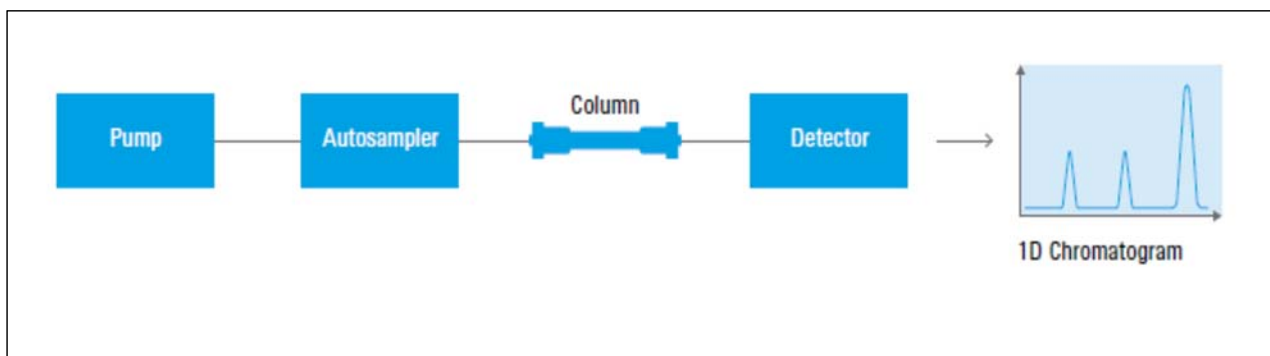 Pump
Autosampler
Column
Detector
1D Chromatogram